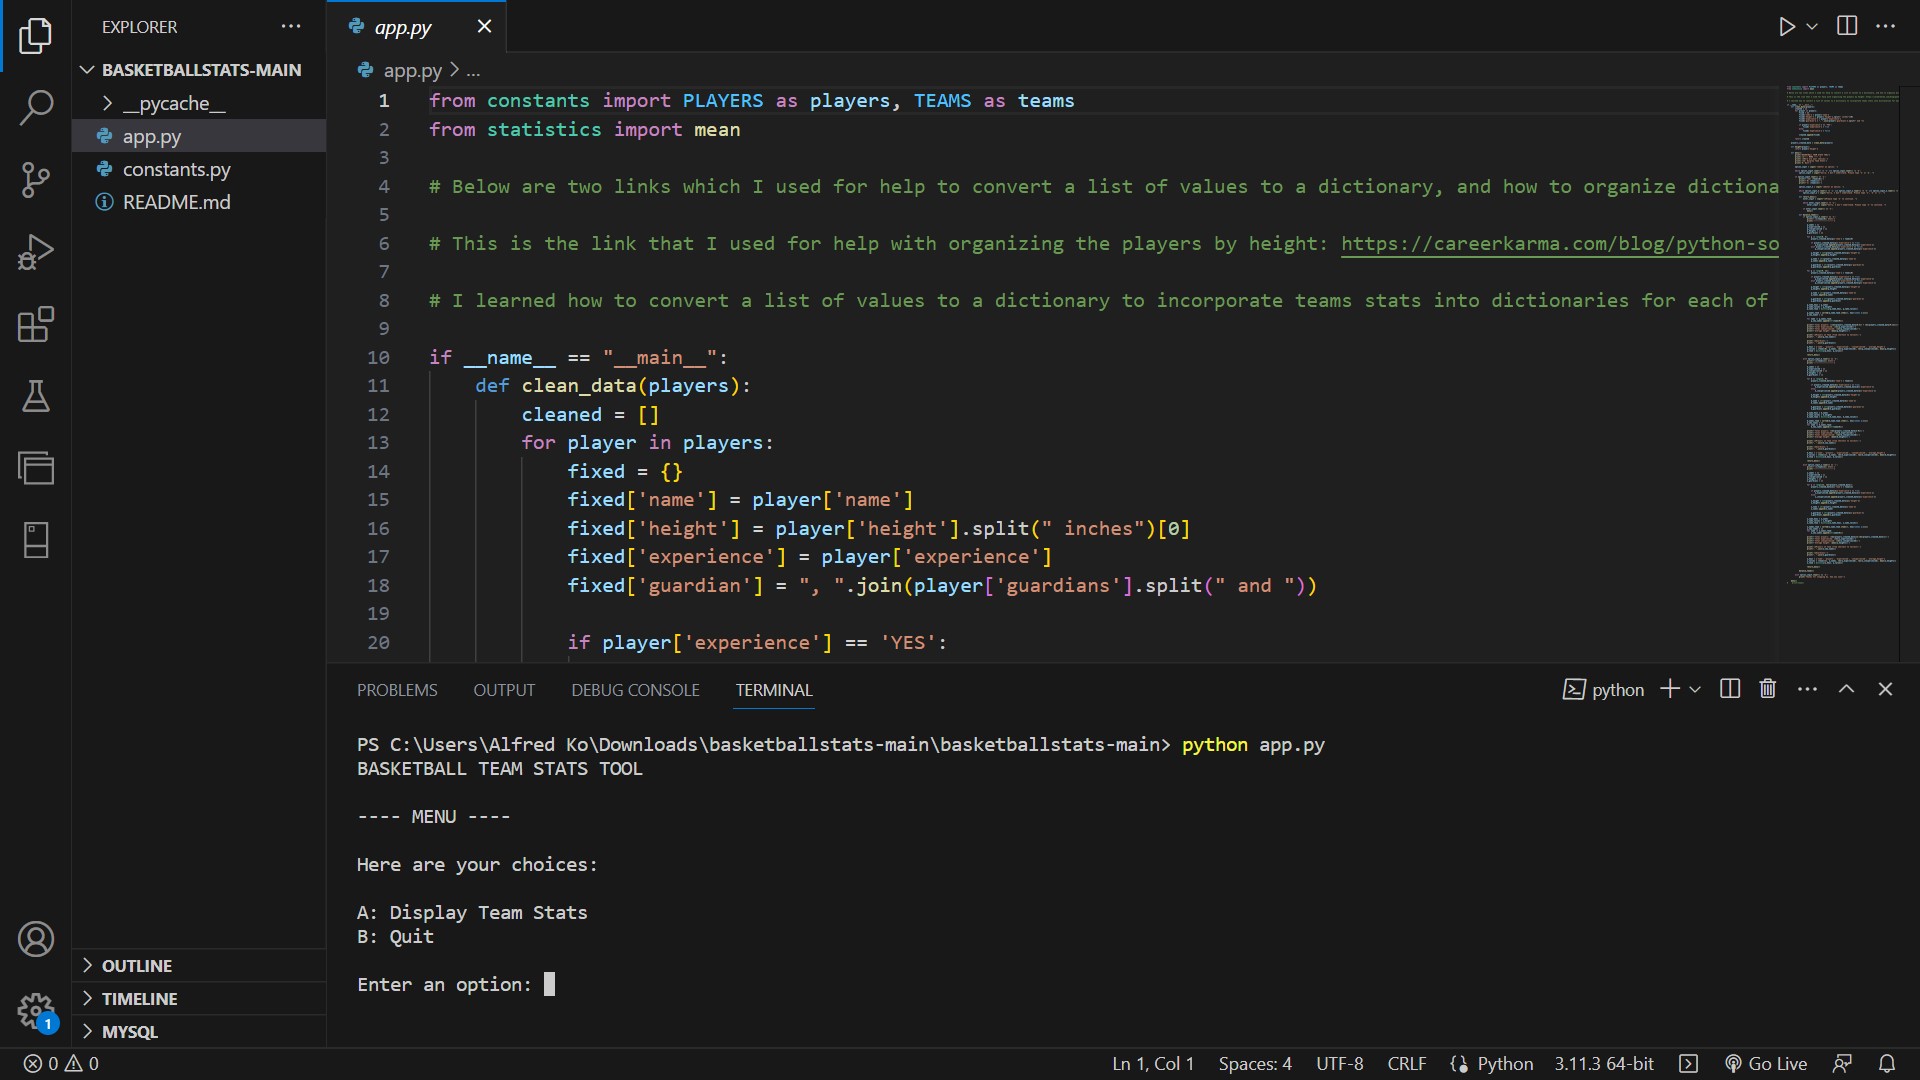 EXPLORER
BASKETBALLSTATS-MAIN
__pycache__
app.py
constants.py
README.md
OUTLINE
TIMELINE
MYSQL
1
app.py
app.py > ...
1 from constants import PLAYERS as players, TEAMS as teams
2 from statistics import mean
3
4 # Below are two links which I used for help to convert a list of values to a dictionary, and how to organize dictiona
5
6 # This is the link that I used for help with organizing the players by height: https://careerkarma.com/blog/python-so
7
8 # I learned how to convert a list of values to a dictionary to incorporate teams stats into dictionaries for each of
9
10 if __name__ == "__main__":
11     def clean_data(players):
12         cleaned = []
13         for player in players:
14             fixed = {}
15             fixed['name'] = player['name']
16             fixed['height'] = player['height'].split(" inches")[0]
17             fixed['experience'] = player['experience']
18             fixed['guardian'] = ", ".join(player['guardians'].split(" and "))
19
20             if player['experience'] == 'YES':
PROBLEMS OUTPUT DEBUG CONSOLE TERMINAL python
PS C:\Users\Alfred Ko\Downloads\basketballstats-main\basketballstats-main> python app.py
BASKETBALL TEAM STATS TOOL
---- MENU ----
Here are your choices:
A: Display Team Stats
B: Quit
Enter an option:
0 0 Ln 1, Col 1 Spaces: 4 UTF-8 CRLF Python 3.11.3 64-bit Go Live